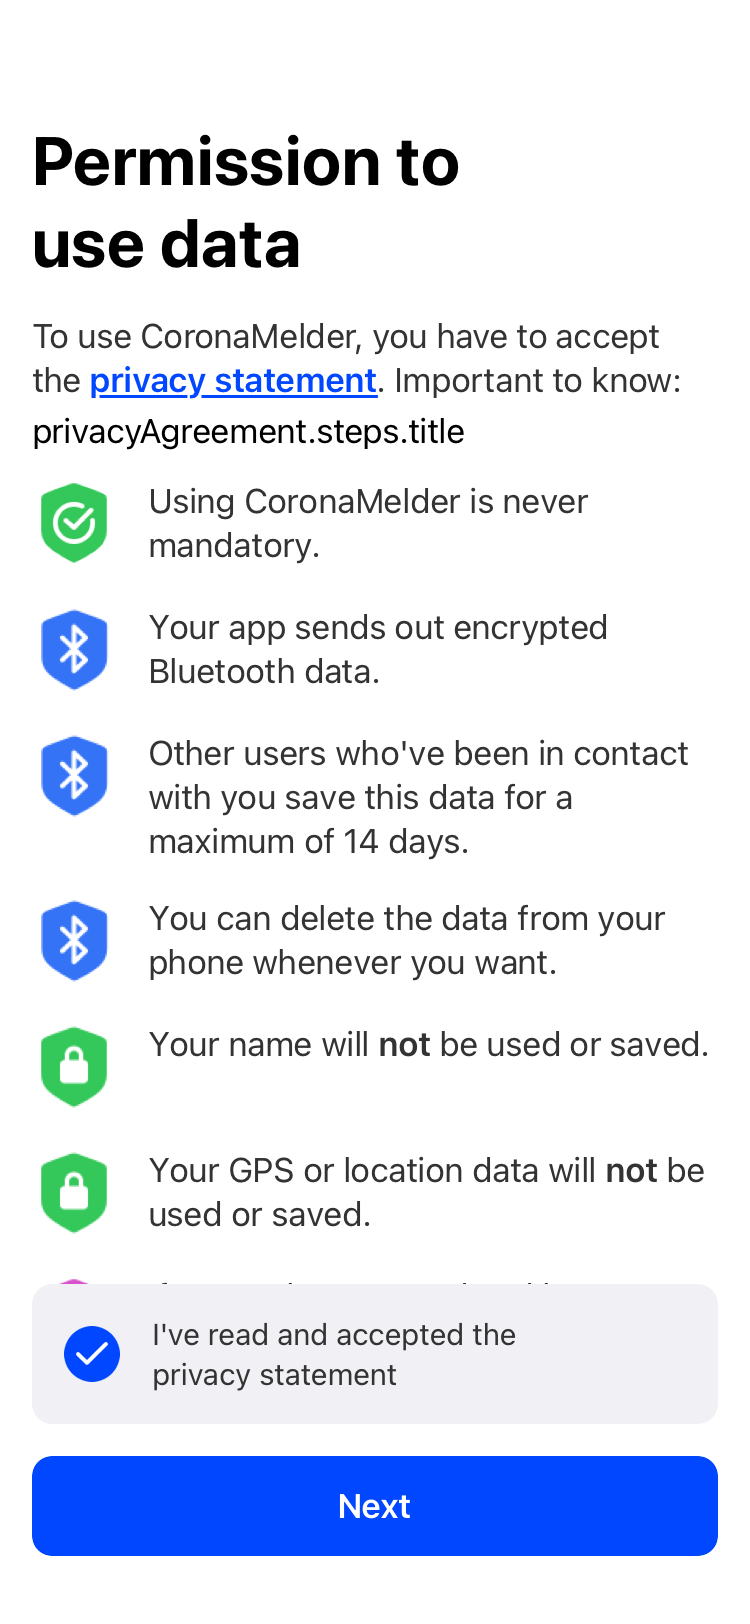 Permission to
use data
To use CoronaMelder, you have to accept
the privacy statement. Important to know:
privacyAgreement.steps.title
Using CoronaMelder is never
mandatory.
Your app sends out encrypted
Bluetooth data.
Other users who've been in contact
with you save this data for a
maximum of 14 days.
You can delete the data from your
phone whenever you want.
Your name will not be used or saved.
Your GPS or location data will not be
used or saved.
I've read and accepted the
privacy statement
Next